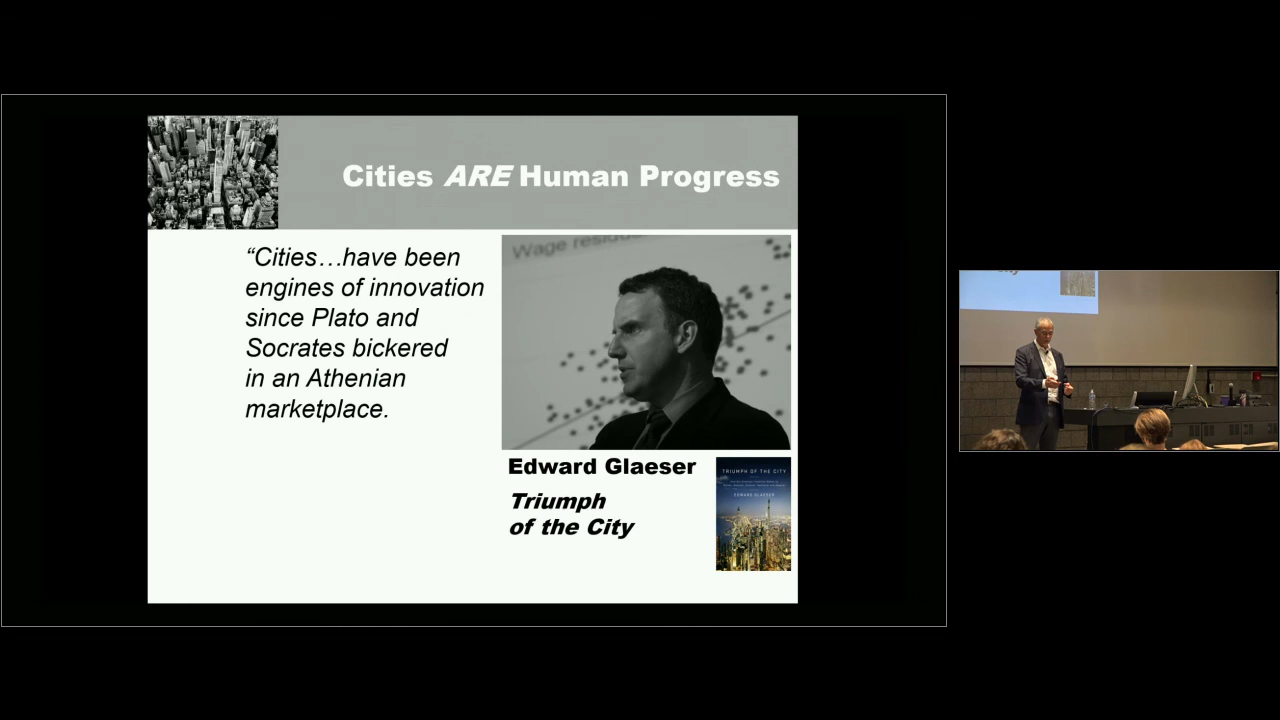 Cities ARE Human Progress
“Cities…have been
engines of innovation
since Plato and
Socrates bickered
in an Athenian
marketplace.
Wage residu
Edward Glaeser
Triumph
of the City
TRIUMPH OF THE CITY
EDWARD GLAESER